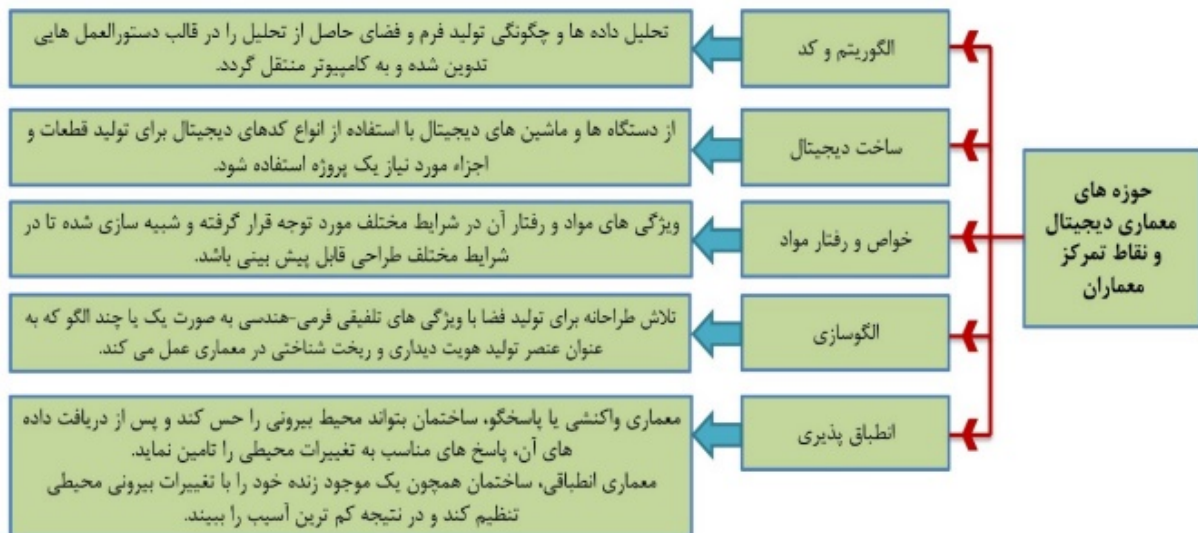 حوزه های
معماری دیجیتال
و نقاط تمرکز
معماران
الگوریتم و کد
تحلیل داده ها و چگونگی تولید فرم و فضای حاصل از تحلیل را در قالب دستورالعمل هایی
تدوین شده و به کامپیوتر منتقل گردد.
ساخت دیجیتال
از دستگاه ها و ماشین های دیجیتال با استفاده از انواع کدهای دیجیتال برای تولید قطعات و
اجزاء مورد نیاز یک پروژه استفاده شود.
خواص و رفتار مواد
ویژگی های مواد و رفتار آن در شرایط مختلف مورد توجه قرار گرفته و شبیه سازی شده تا در
شرایط مختلف طراحی قابل پیش بینی باشد.
الگوسازی
تلاش طراحانه برای تولید فضا با ویژگی های تلفیقی فرمی-هندسی به صورت یک یا چند الگو که به
عنوان عنصر تولید هویت دیداری و ریخت شناختی در معماری عمل می کند.
انطباق پذیری
معماری واکنشی یا پاسخگو، ساختمان بتواند محیط بیرونی را حس کند و پس از دریافت داده
های آن، پاسخ های مناسب به تغییرات محیطی را تامین نماید.
معماری انطباقی، ساختمان همچون یک موجود زنده خود را با تغییرات بیرونی محیطی
تنظیم کند و در نتیجه کم ترین آسیب را ببیند.